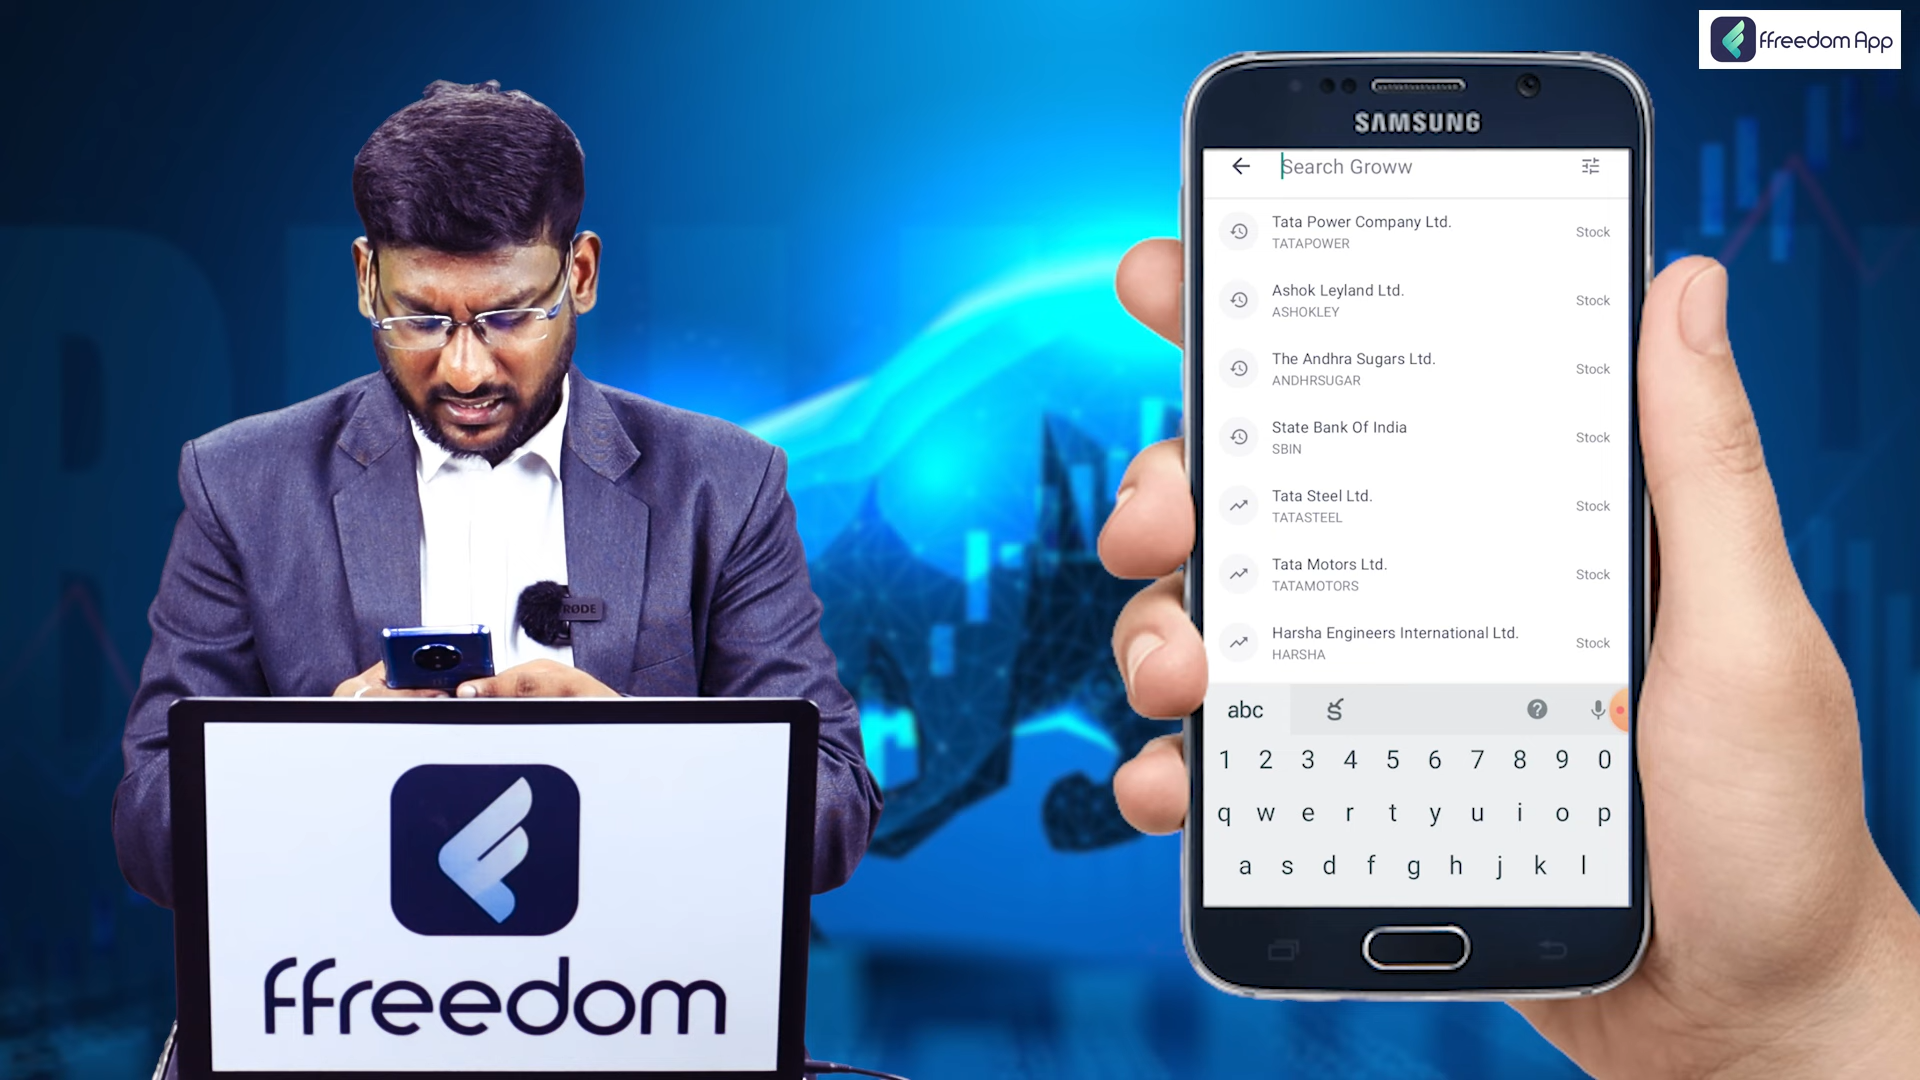 ffreedom App
SAMSUNG
Search Groww
Tata Power Company Ltd.
TATAPOWER
Stock
Ashok Leyland Ltd.
ASHOKLEY
Stock
The Andhra Sugars Ltd.
ANDHRSUGAR
Stock
State Bank Of India
SBIN
Stock
Tata Steel Ltd.
TATASTEEL
Stock
Tata Motors Ltd.
TATAMOTORS
Stock
Harsha Engineers International Ltd.
HARSHA
Stock
abc క
1 2 3 4 5 6 7 8 9 0
q w e r t y u i o p
a s d f g h j k l
RØDE
ffreedom